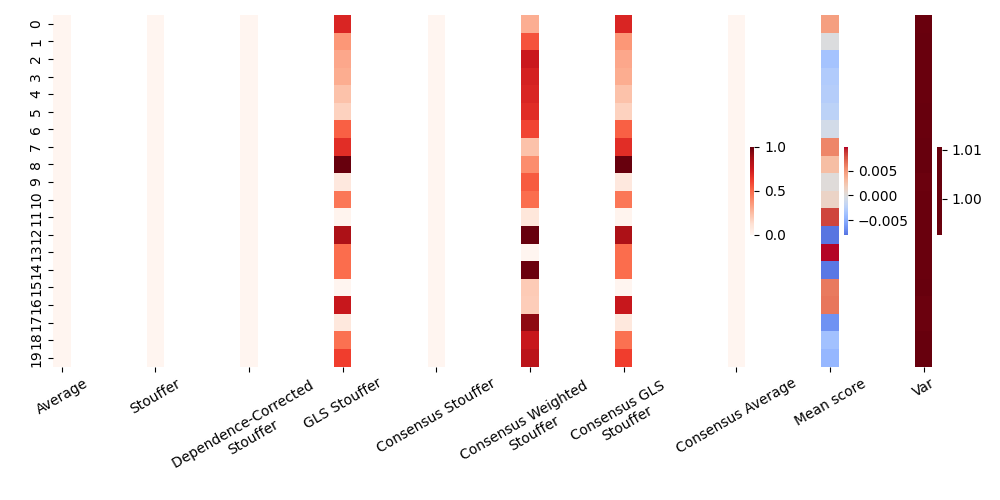 0
1
2
3
4
5
6
7
8
9
10
11
12
13
14
15
16
17
18
19
1.0
0.5
0.0
0.005
0.000
−0.005
1.01
1.00
Average
Stouffer
Dependence-Corrected
Stouffer
GLS Stouffer
Consensus Stouffer
Consensus Weighted
Stouffer
Consensus GLS
Stouffer
Consensus Average
Mean score
Var